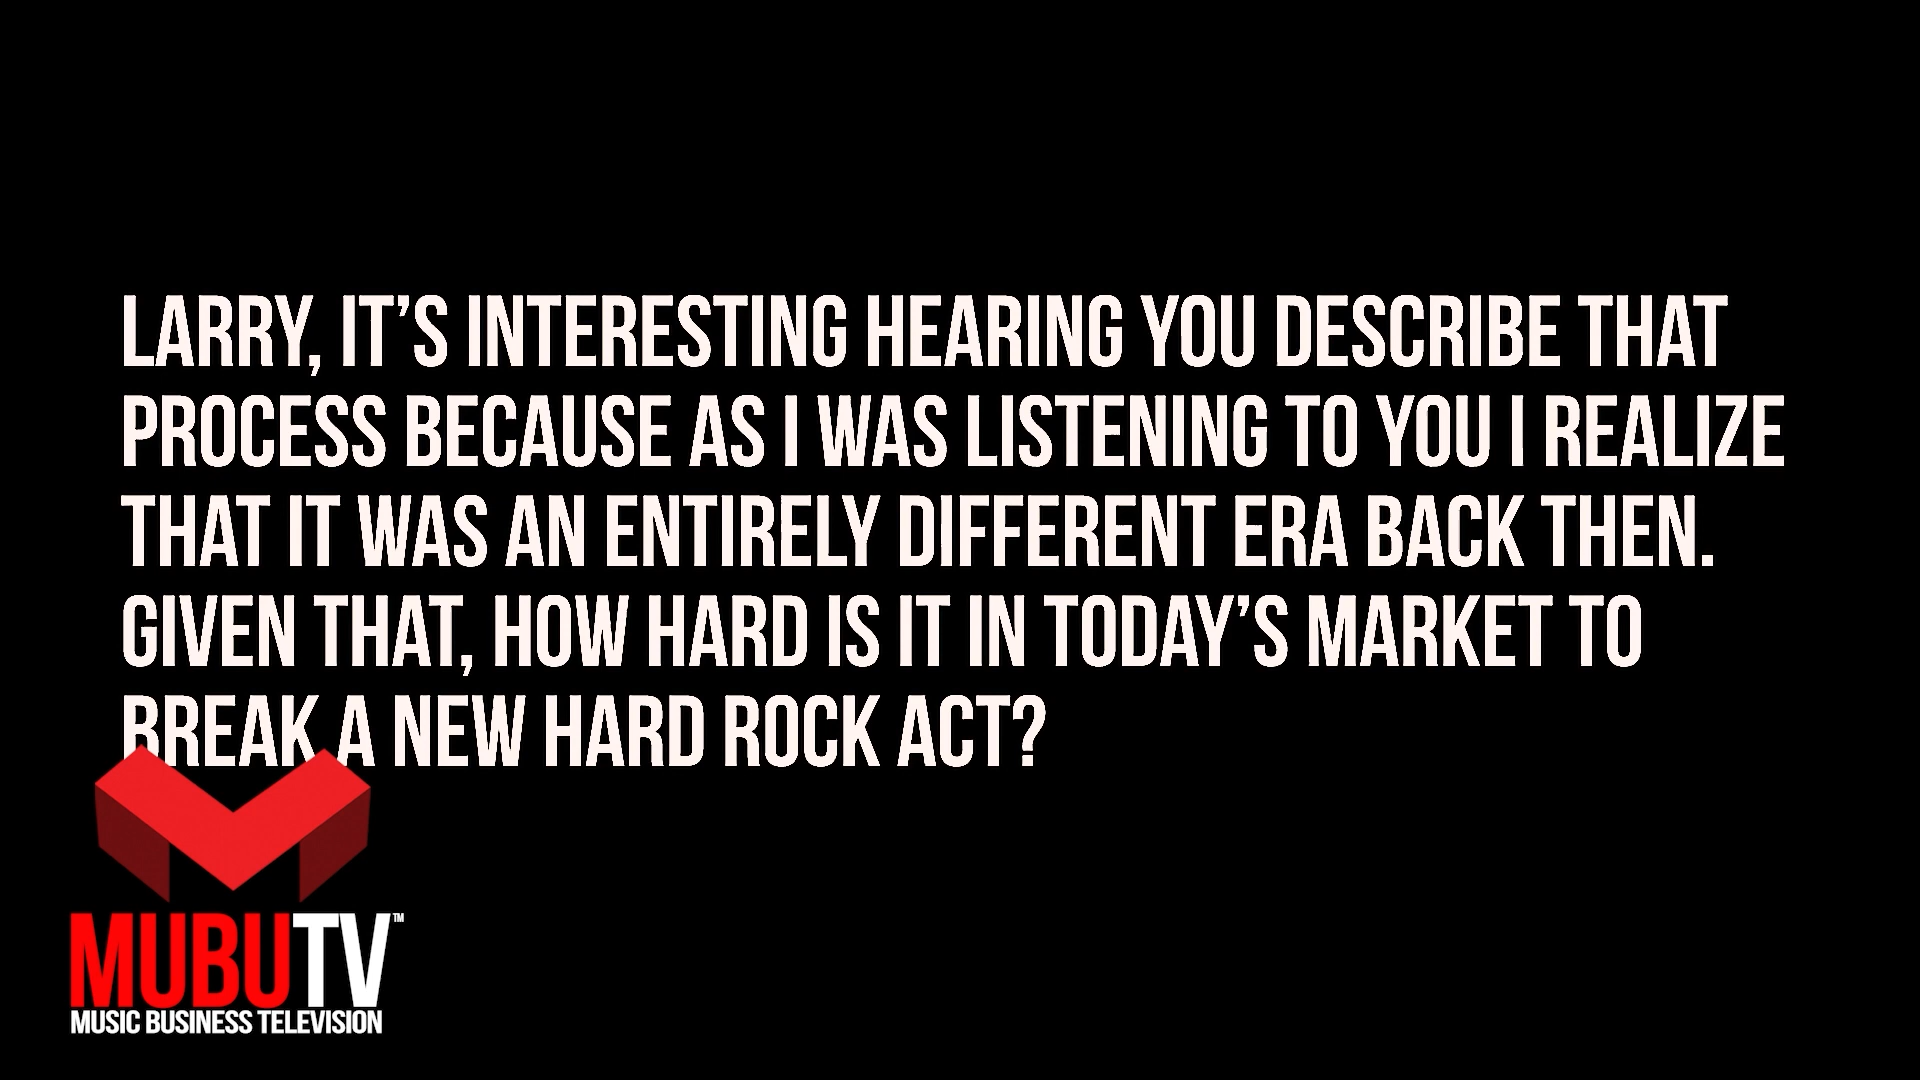 LARRY, IT’S INTERESTING HEARING YOU DESCRIBE THAT
PROCESS BECAUSE AS I WAS LISTENING TO YOU I REALIZE
THAT IT WAS AN ENTIRELY DIFFERENT ERA BACK THEN.
GIVEN THAT, HOW HARD IS IT IN TODAY’S MARKET TO
BREAK A NEW HARD ROCK ACT?
MUBUTV™
MUSIC BUSINESS TELEVISION